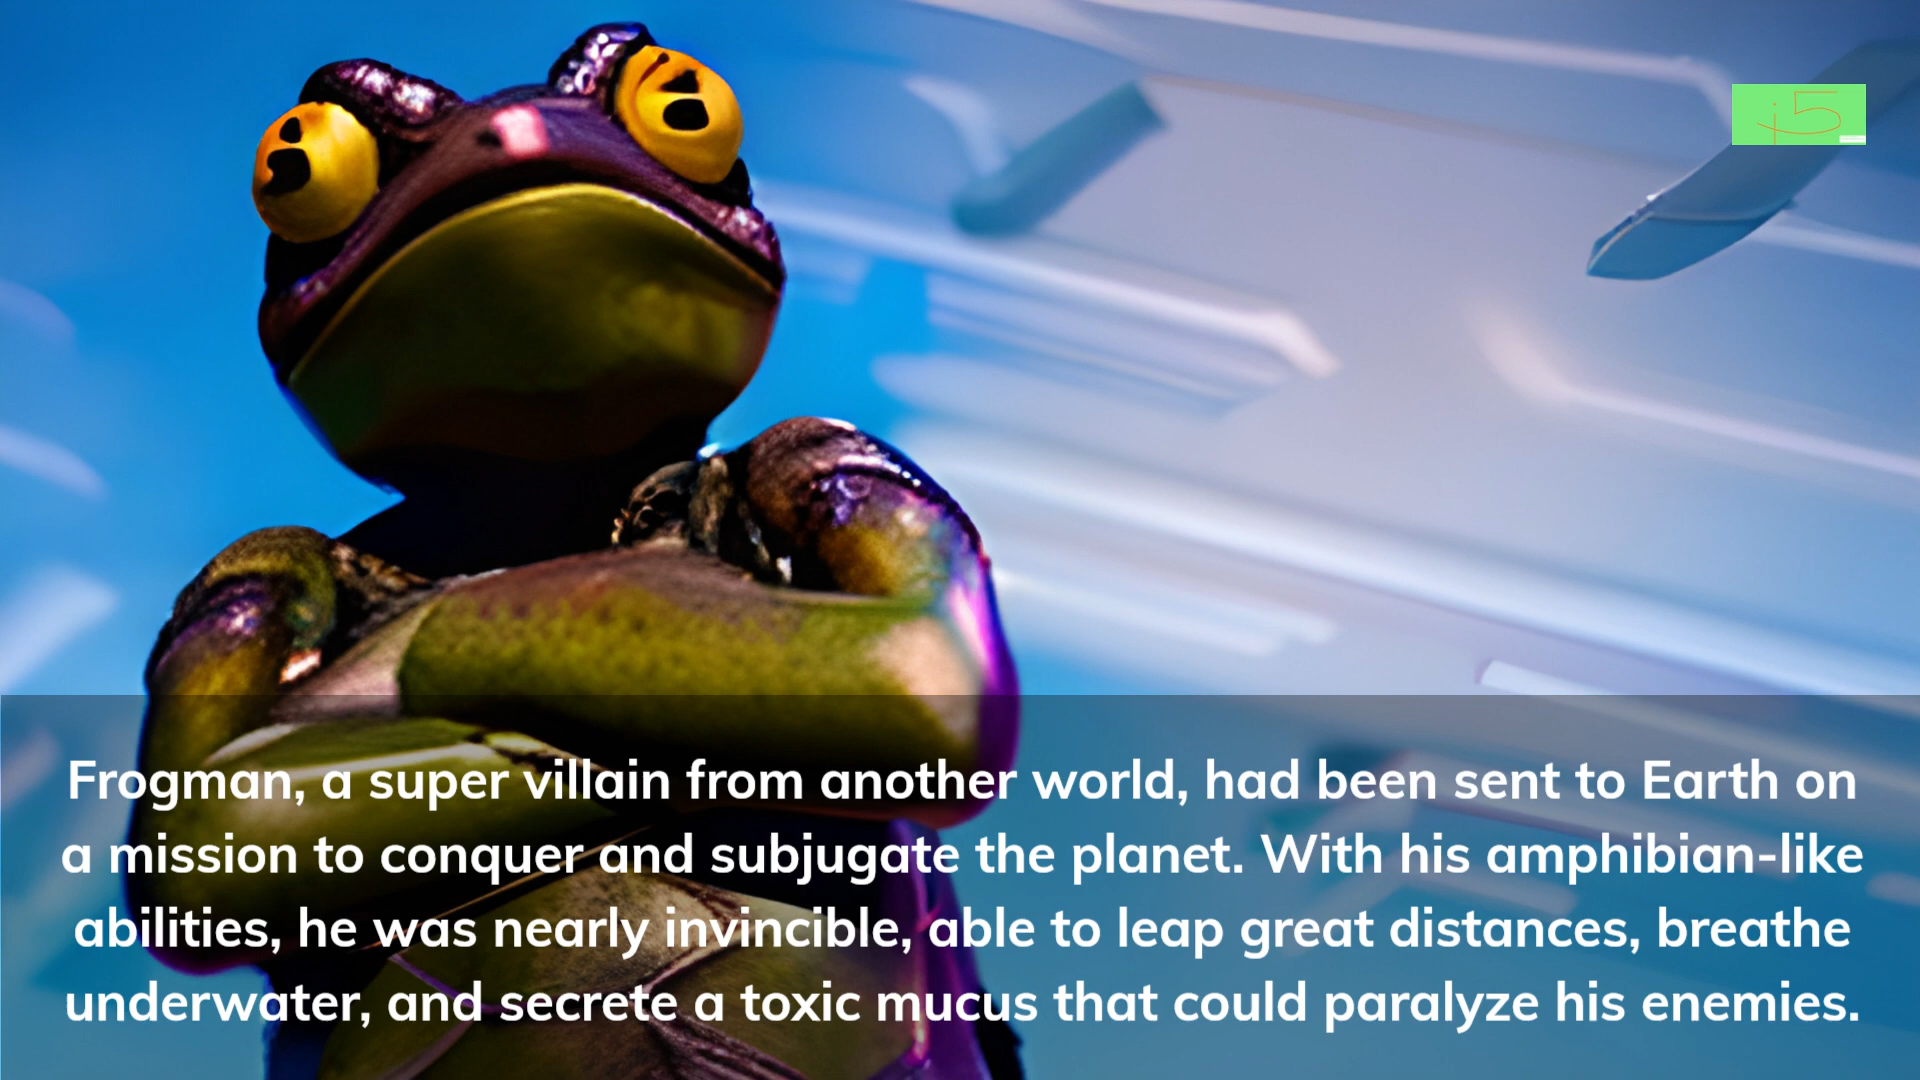 i5
Frogman, a super villain from another world, had been sent to Earth on
a mission to conquer and subjugate the planet. With his amphibian-like
abilities, he was nearly invincible, able to leap great distances, breathe
underwater, and secrete a toxic mucus that could paralyze his enemies.